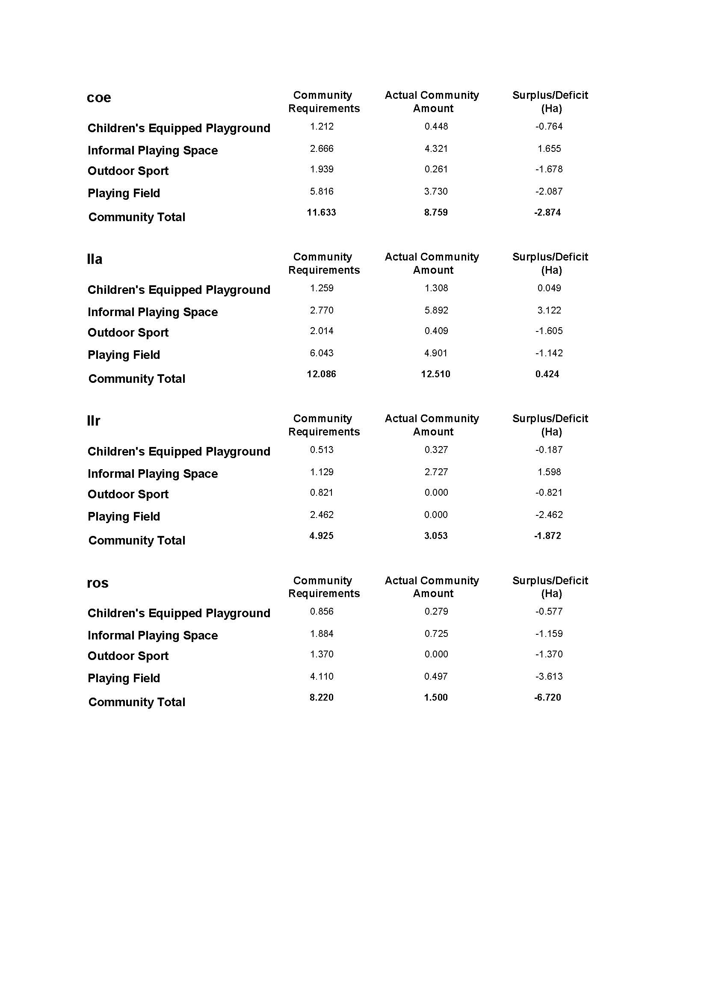 coe Community Actual Community Surplus/Deficit
Requirements Amount (Ha)
Children's Equipped Playground 1.212 0.448 -0.764
Informal Playing Space 2.666 4.321 1.655
Outdoor Sport 1.939 0.261 -1.678
Playing Field 5.816 3.730 -2.087
Community Total 11.633 8.759 -2.874
lla Community Actual Community Surplus/Deficit
Requirements Amount (Ha)
Children's Equipped Playground 1.259 1.308 0.049
Informal Playing Space 2.770 5.892 3.122
Outdoor Sport 2.014 0.409 -1.605
Playing Field 6.043 4.901 -1.142
Community Total 12.086 12.510 0.424
llr Community Actual Community Surplus/Deficit
Requirements Amount (Ha)
Children's Equipped Playground 0.513 0.327 -0.187
Informal Playing Space 1.129 2.727 1.598
Outdoor Sport 0.821 0.000 -0.821
Playing Field 2.462 0.000 -2.462
Community Total 4.925 3.053 -1.872
ros Community Actual Community Surplus/Deficit
Requirements Amount (Ha)
Children's Equipped Playground 0.856 0.279 -0.577
Informal Playing Space 1.884 0.725 -1.159
Outdoor Sport 1.370 0.000 -1.370
Playing Field 4.110 0.497 -3.613
Community Total 8.220 1.500 -6.720